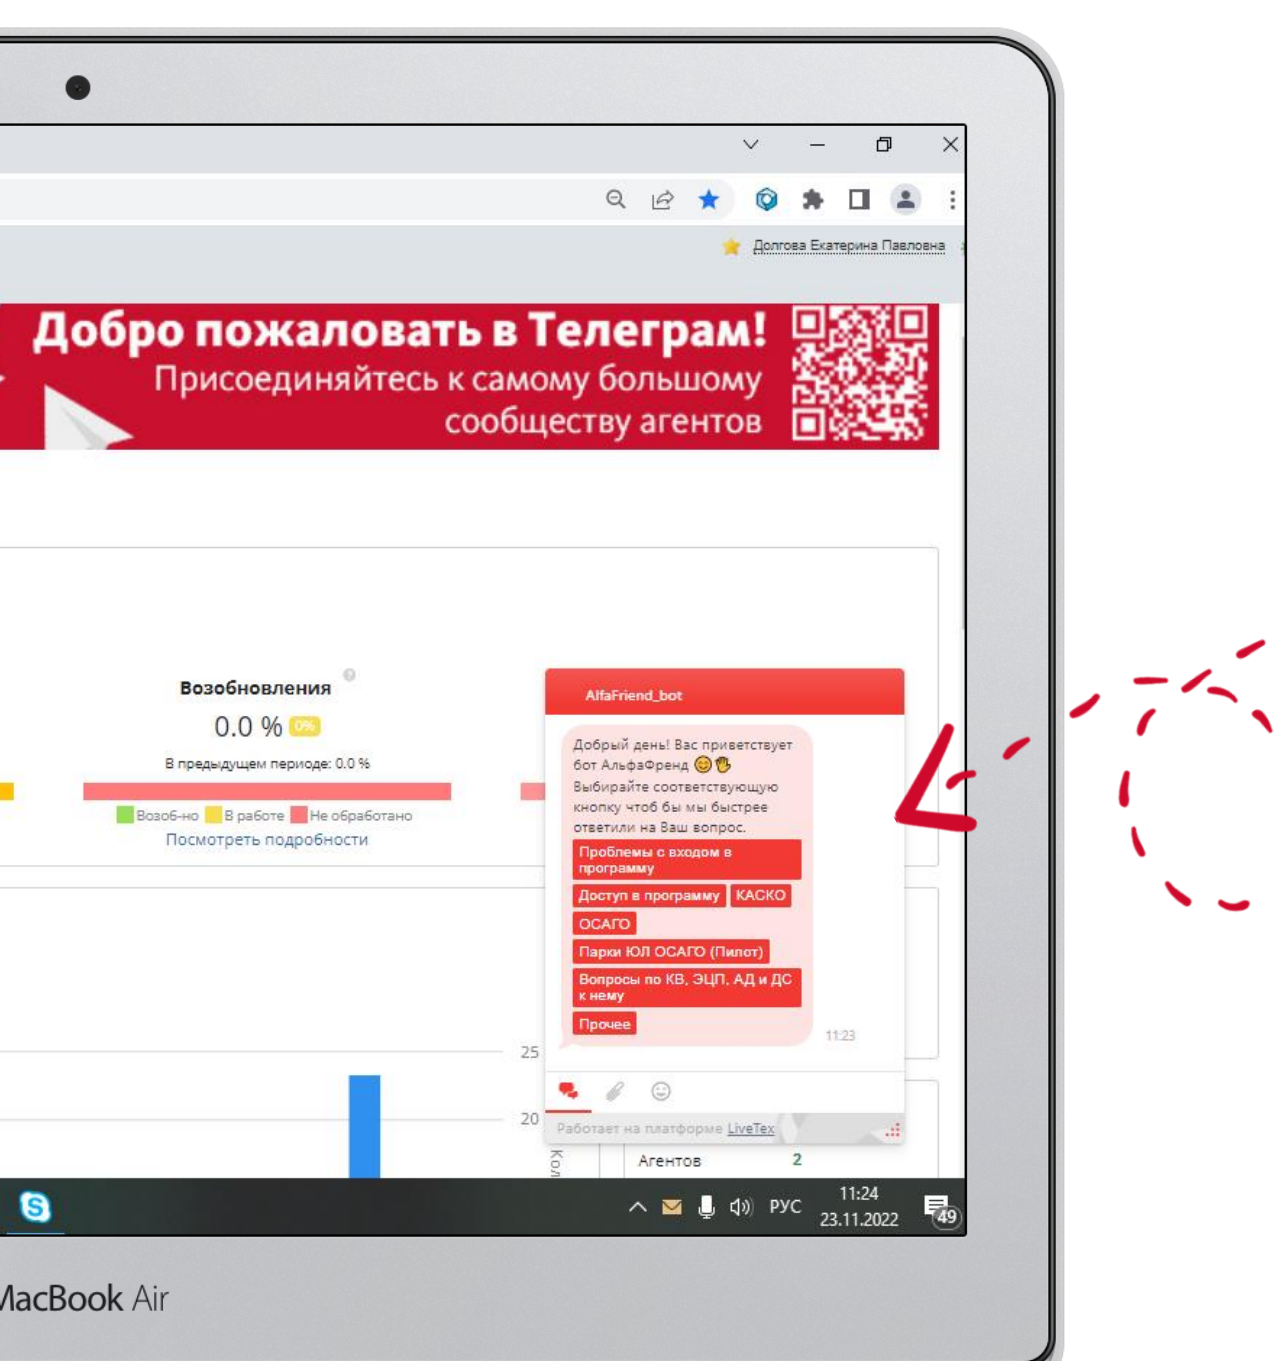 Долгова Екатерина Павловна
Добро пожаловать в Телеграм!
Присоединяйтесь к самому большому
сообществу агентов
Возобновления
0.0 % 0%
В предыдущем периоде: 0.0 %
Возоб-но В работе Не обработано
Посмотреть подробности
AlfaFriend_bot
Добрый день! Вас приветствует
бот АльфаФренд
Выбирайте соответствующую
кнопку чтоб бы мы быстрее
ответили на Ваш вопрос.
Проблемы с входом в
программу
Доступ в программу КАСКО
ОСАГО
Парки ЮЛ ОСАГО (Пилот)
Вопросы по КВ, ЭЦП, АД и ДС
к нему
Прочее
11:23
25
20
Работает на платформе LiveTex
Кол
Агентов 2
РУС
11:24
23.11.2022
49
MacBook Air